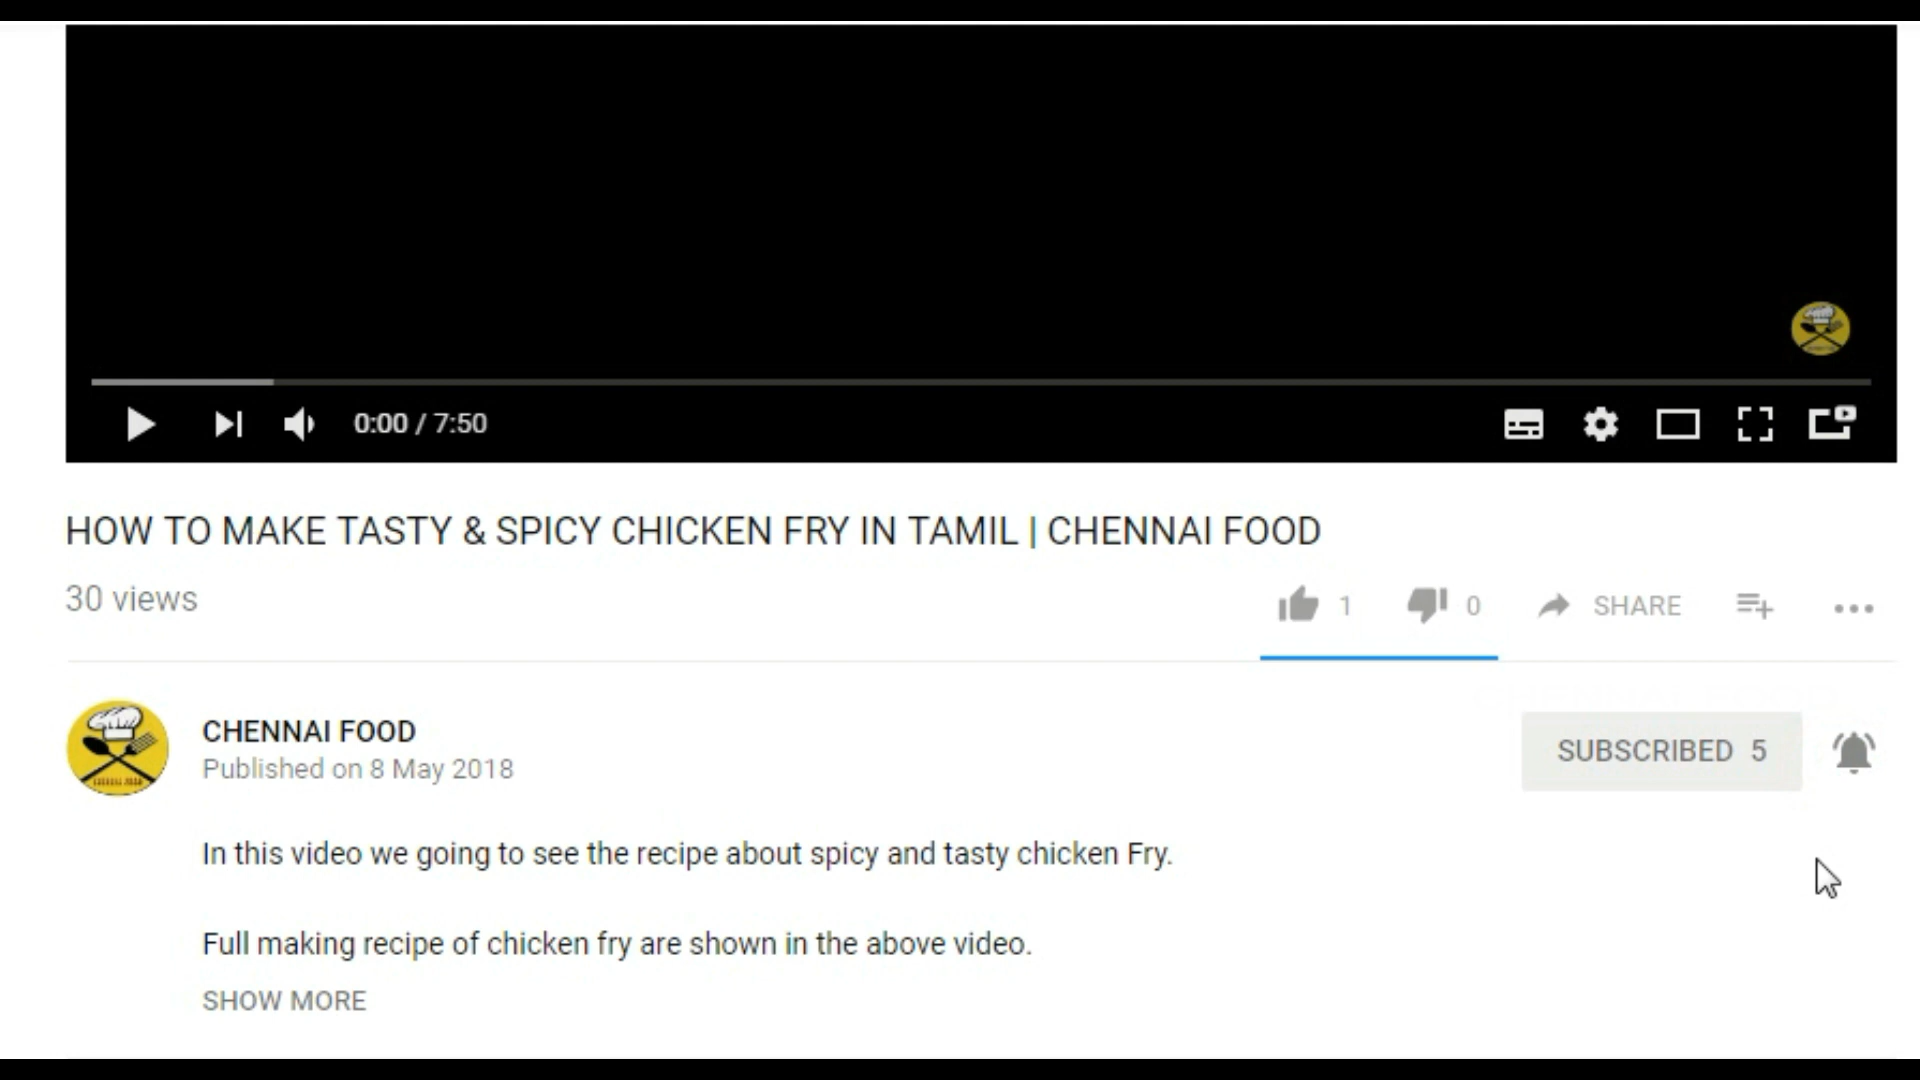 0:00 / 7:50
HOW TO MAKE TASTY & SPICY CHICKEN FRY IN TAMIL | CHENNAI FOOD
30 views
1 0 SHARE
CHENNAI FOOD
Published on 8 May 2018
SUBSCRIBED 5
In this video we going to see the recipe about spicy and tasty chicken Fry.
Full making recipe of chicken fry are shown in the above video.
SHOW MORE